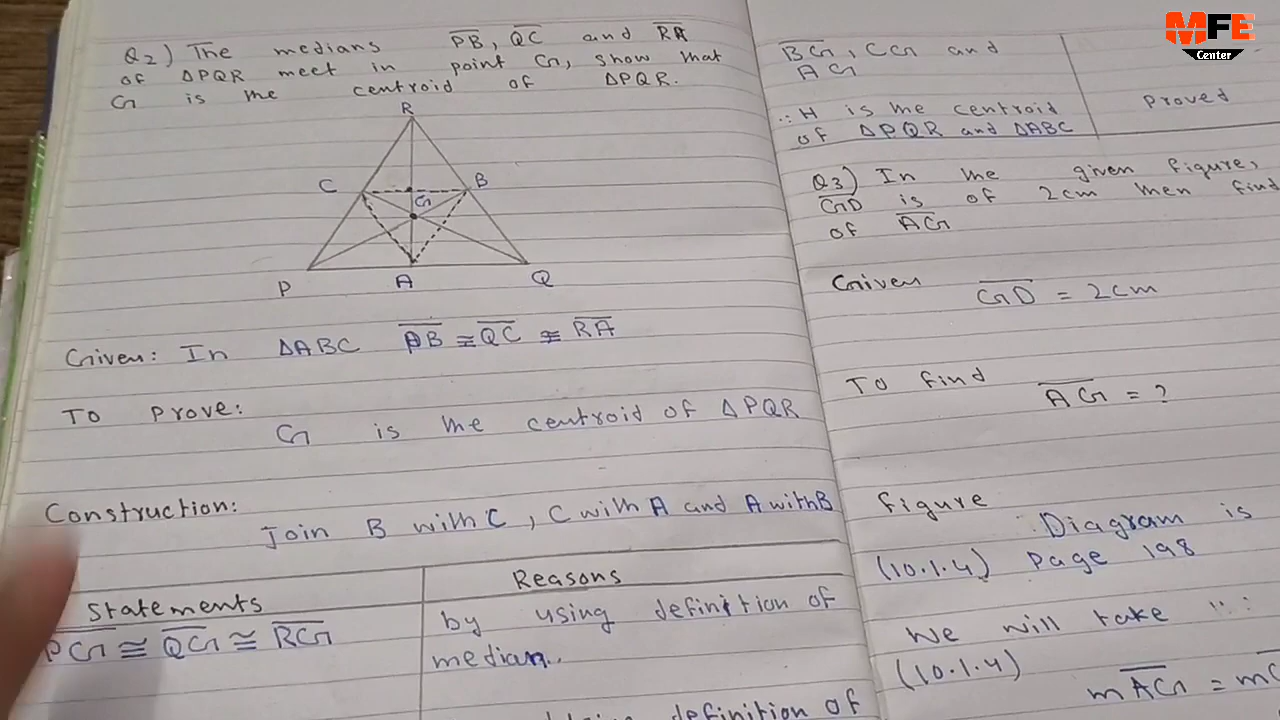 Q2) The medians PB, QC and RA
of ΔPQR meet in point G, show that
G is the centroid of ΔPQR.
R
C
B
G
P
A
Q
Given: In ΔABC PB ≅ QC ≅ RA
To prove:
G is the centroid of ΔPQR
Construction:
Join B with C, C with A and A with B
Statements
Reasons
PG ≅ QG ≅ RG
by using definition of
median.
definition of
BG, CG and
AG
∴ H is the centroid
of ΔPQR and ΔABC
Proved
Q3) In the given figure,
GD is of 2cm then find
of AG
Given
GD = 2cm
To find
AG = ?
figure
Diagram is
(10.1.4) Page 198
We will take
(10.1.4)
mAG = m
MFE
Center